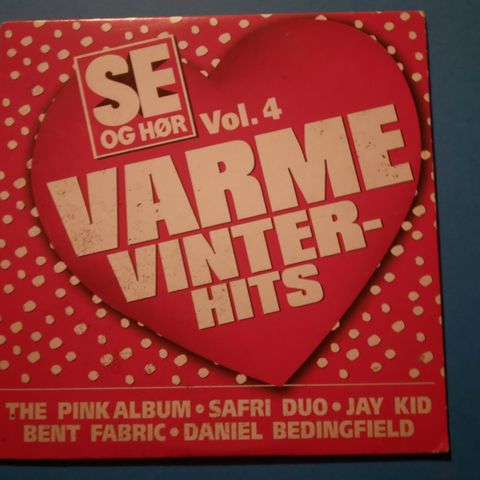 SE
OG HØR
Vol. 4
VARME
VINTER-
HITS
THE PINK ALBUM • SAFRI DUO • JAY KID
BENT FABRIC • DANIEL BEDINGFIELD